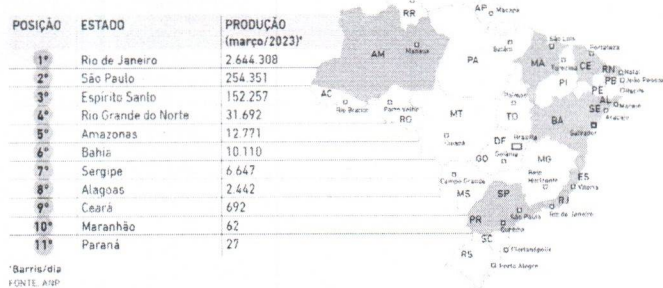 POSIÇÃO ESTADO PRODUÇÃO (março/2023)*
1º Rio de Janeiro 2.644.308
2º São Paulo 254.351
3º Espírito Santo 152.257
4º Rio Grande do Norte 31.692
5º Amazonas 12.771
6º Bahia 10.110
7º Sergipe 6.647
8º Alagoas 2.442
9º Ceará 692
10º Maranhão 62
11º Paraná 27
*Barris/dia
FONTE: ANP
RR
AP Macapá
AM Manaus
PA
Belém
São Luís
MA
Teresina
Fortaleza
CE
RN Natal
PB João Pessoa
PE
PI
AL Maceió
SE Aracaju
AC
Rio Branco
Porto Velho
RO
MT
Cuiabá
Palmas
TO
BA
Salvador
DF
Brasília
GO
Goiânia
MG
Belo Horizonte
ES
Vitória
Campo Grande
MS
SP
São Paulo
RJ
Rio de Janeiro
PR
Curitiba
SC
Florianópolis
RS
Porto Alegre